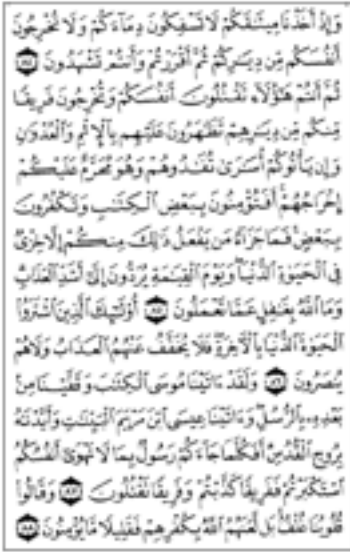 وَإِذْ أَخَذْنَا مِيثَـٰقَكُمْ لَا تَسْفِكُونَ دِمَآءَكُمْ وَلَا تُخْرِجُونَ
أَنفُسَكُم مِّن دِيَـٰرِكُمْ ثُمَّ أَقْرَرْتُمْ وَأَنتُمْ تَشْهَدُونَ ٨٤
ثُمَّ أَنتُمْ هَـٰٓؤُلَآءِ تَقْتُلُونَ أَنفُسَكُمْ وَتُخْرِجُونَ فَرِيقًا
مِّنكُم مِّن دِيَـٰرِهِمْ تَظَـٰهَرُونَ عَلَيْهِم بِٱلْإِثْمِ وَٱلْعُدْوَٰنِ
وَإِن يَأْتُوكُمْ أُسَـٰرَىٰ تُفَـٰدُوهُمْ وَهُوَ مُحَرَّمٌ عَلَيْكُمْ
إِخْرَاجُهُمْ أَفَتُؤْمِنُونَ بِبَعْضِ ٱلْكِتَـٰبِ وَتَكْفُرُونَ
بِبَعْضٍ فَمَا جَزَآءُ مَن يَفْعَلُ ذَٰلِكَ مِنكُمْ إِلَّا خِزْىٌ
فِى ٱلْحَيَوٰةِ ٱلدُّنْيَا وَيَوْمَ ٱلْقِيَـٰمَةِ يُرَدُّونَ إِلَىٰٓ أَشَدِّ ٱلْعَذَابِ
وَمَا ٱللَّهُ بِغَـٰفِلٍ عَمَّا تَعْمَلُونَ ٨٥ أُو۟لَـٰٓئِكَ ٱلَّذِينَ ٱشْتَرَوُا۟
ٱلْحَيَوٰةَ ٱلدُّنْيَا بِٱلْـَٔاخِرَةِ فَلَا يُخَفَّفُ عَنْهُمُ ٱلْعَذَابُ وَلَا هُمْ
يُنصَرُونَ ٨٦ وَلَقَدْ ءَاتَيْنَا مُوسَى ٱلْكِتَـٰبَ وَقَفَّيْنَا مِنۢ
بَعْدِهِۦ بِٱلرُّسُلِ وَءَاتَيْنَا عِيسَى ٱبْنَ مَرْيَمَ ٱلْبَيِّنَـٰتِ وَأَيَّدْنَـٰهُ
بِرُوحِ ٱلْقُدُسِ أَفَكُلَّمَا جَآءَكُمْ رَسُولٌۢ بِمَا لَا تَهْوَىٰٓ أَنفُسُكُمُ
ٱسْتَكْبَرْتُمْ فَفَرِيقًا كَذَّبْتُمْ وَفَرِيقًا تَقْتُلُونَ ٨٧ وَقَالُوا۟
قُلُوبُنَا غُلْفٌۢ بَل لَّعَنَهُمُ ٱللَّهُ بِكُفْرِهِمْ فَقَلِيلًا مَّا يُؤْمِنُونَ ٨٨